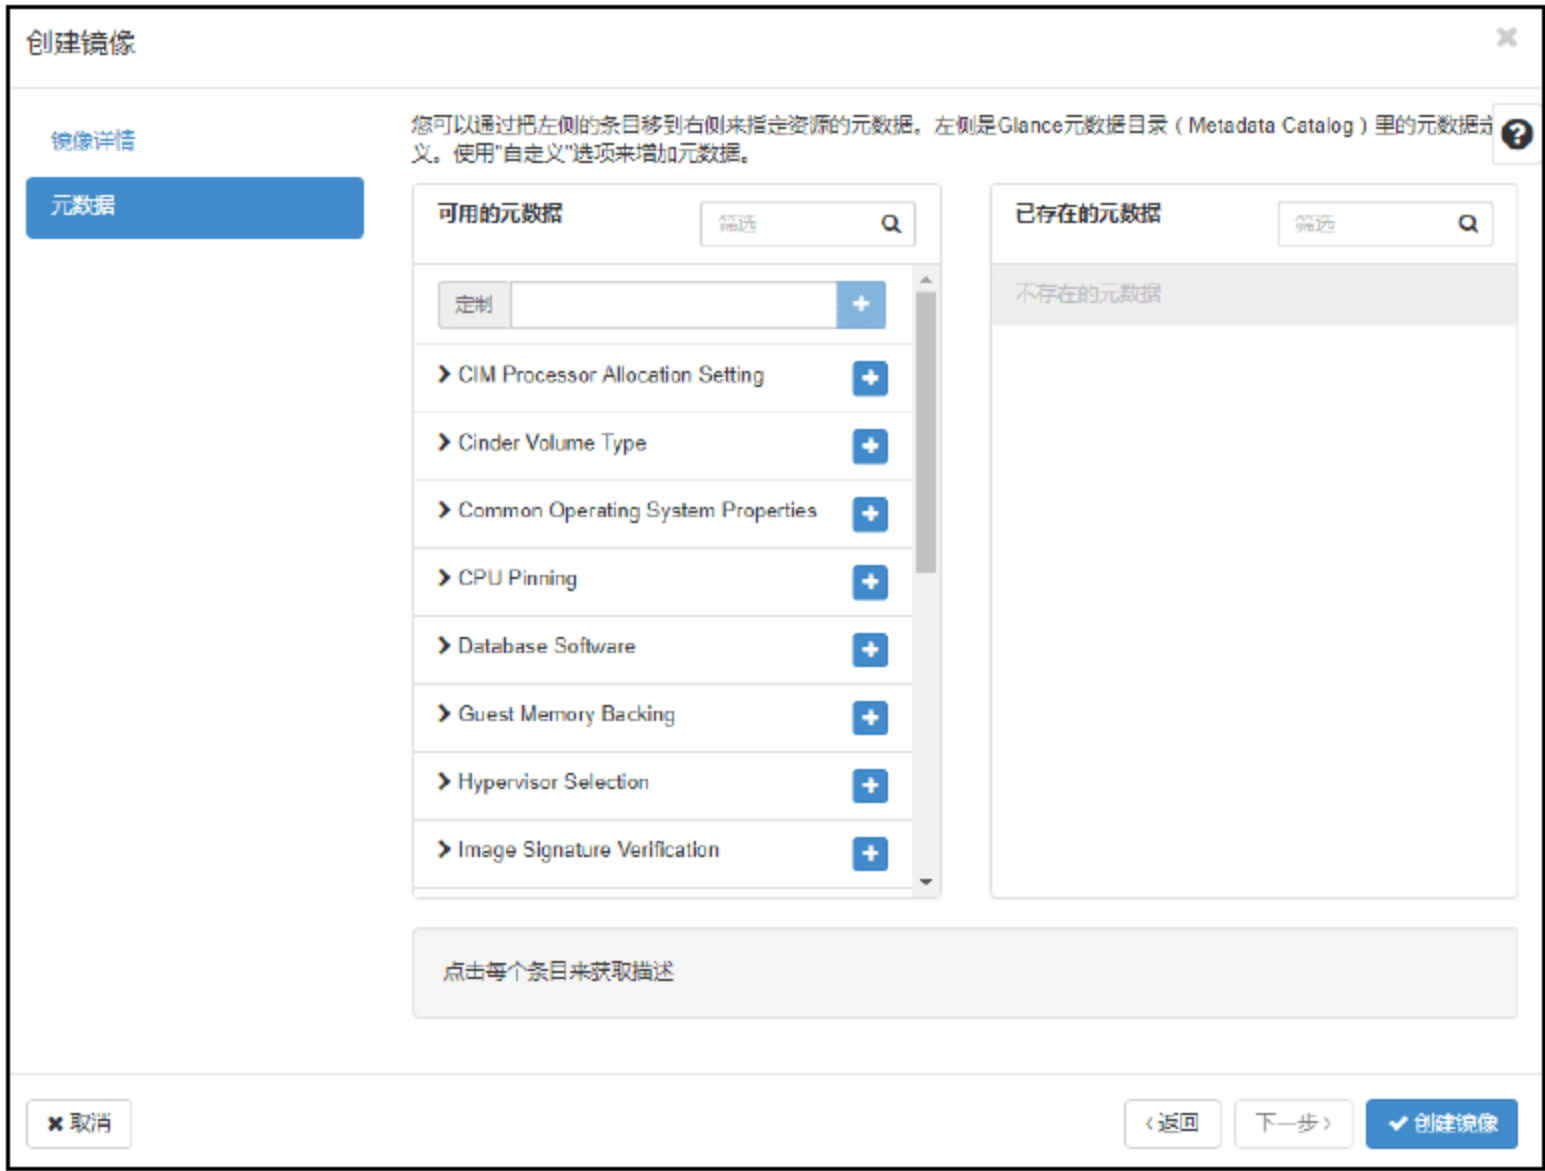 创建镜像
镜像详情
元数据
您可以通过把左侧的条目移到右侧来指定资源的元数据。左侧是Glance元数据目录（Metadata Catalog）里的元数据定
义。使用"自定义"选项来增加元数据。
可用的元数据 筛选
定制
CIM Processor Allocation Setting
Cinder Volume Type
Common Operating System Properties
CPU Pinning
Database Software
Guest Memory Backing
Hypervisor Selection
Image Signature Verification
已存在的元数据 筛选
不存在的元数据
点击每个条目来获取描述
取消
返回 下一步 创建镜像